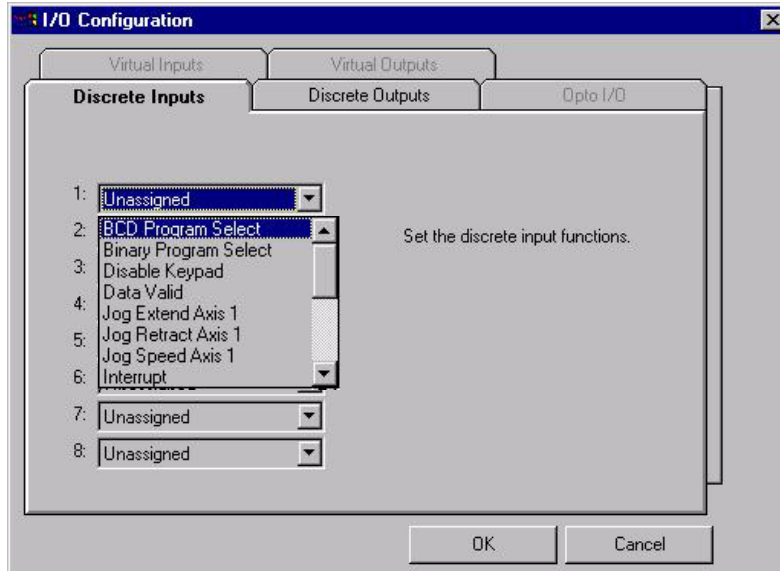 I/O Configuration
Virtual Inputs Virtual Outputs
Discrete Inputs Discrete Outputs Opto I/O
1: Unassigned
2: BCD Program Select
Binary Program Select
3: Disable Keypad
Data Valid
4: Jog Extend Axis 1
5: Jog Retract Axis 1
Jog Speed Axis 1
6: Interrupt
7: Unassigned
8: Unassigned
Set the discrete input functions.
OK Cancel